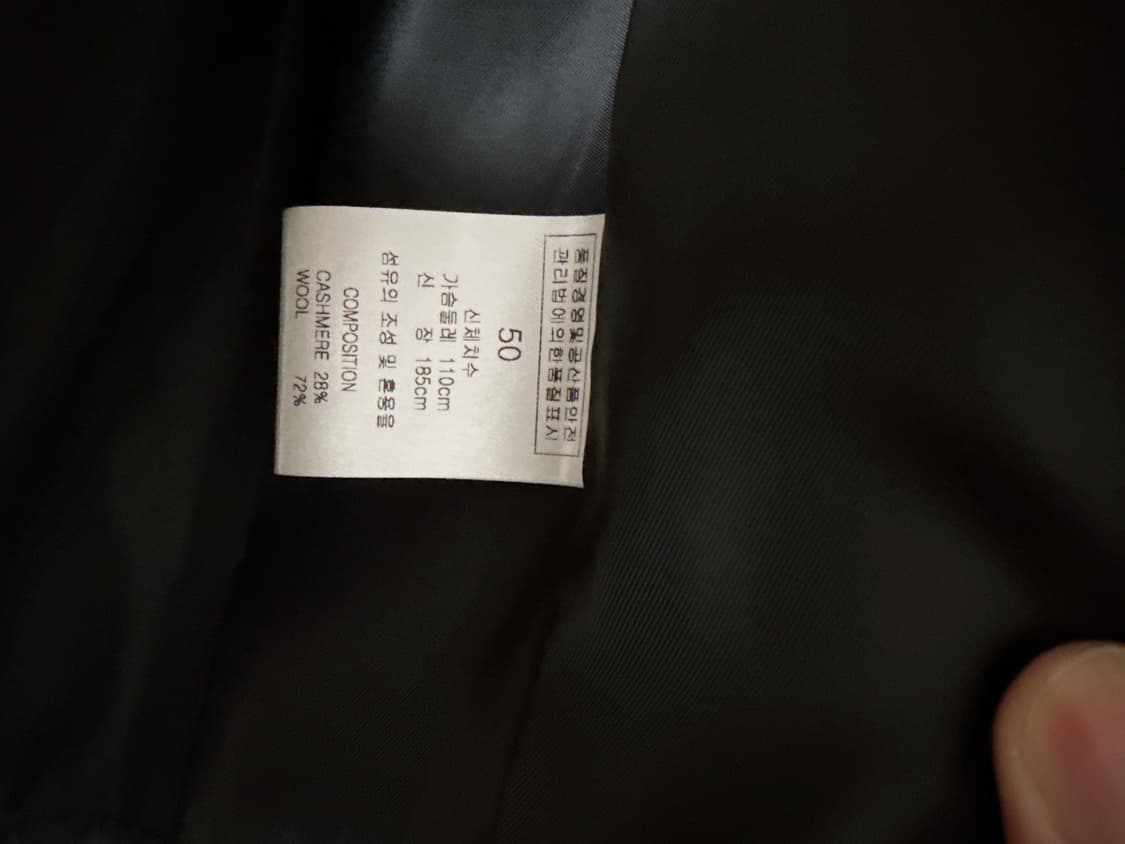 품질경영및공산품안전
관리법에의한품질표시
50
신체치수
가슴둘레 110cm
신 장 185cm
섬유의 조성 및 혼용율
COMPOSITION
CASHMERE 28%
WOOL 72%